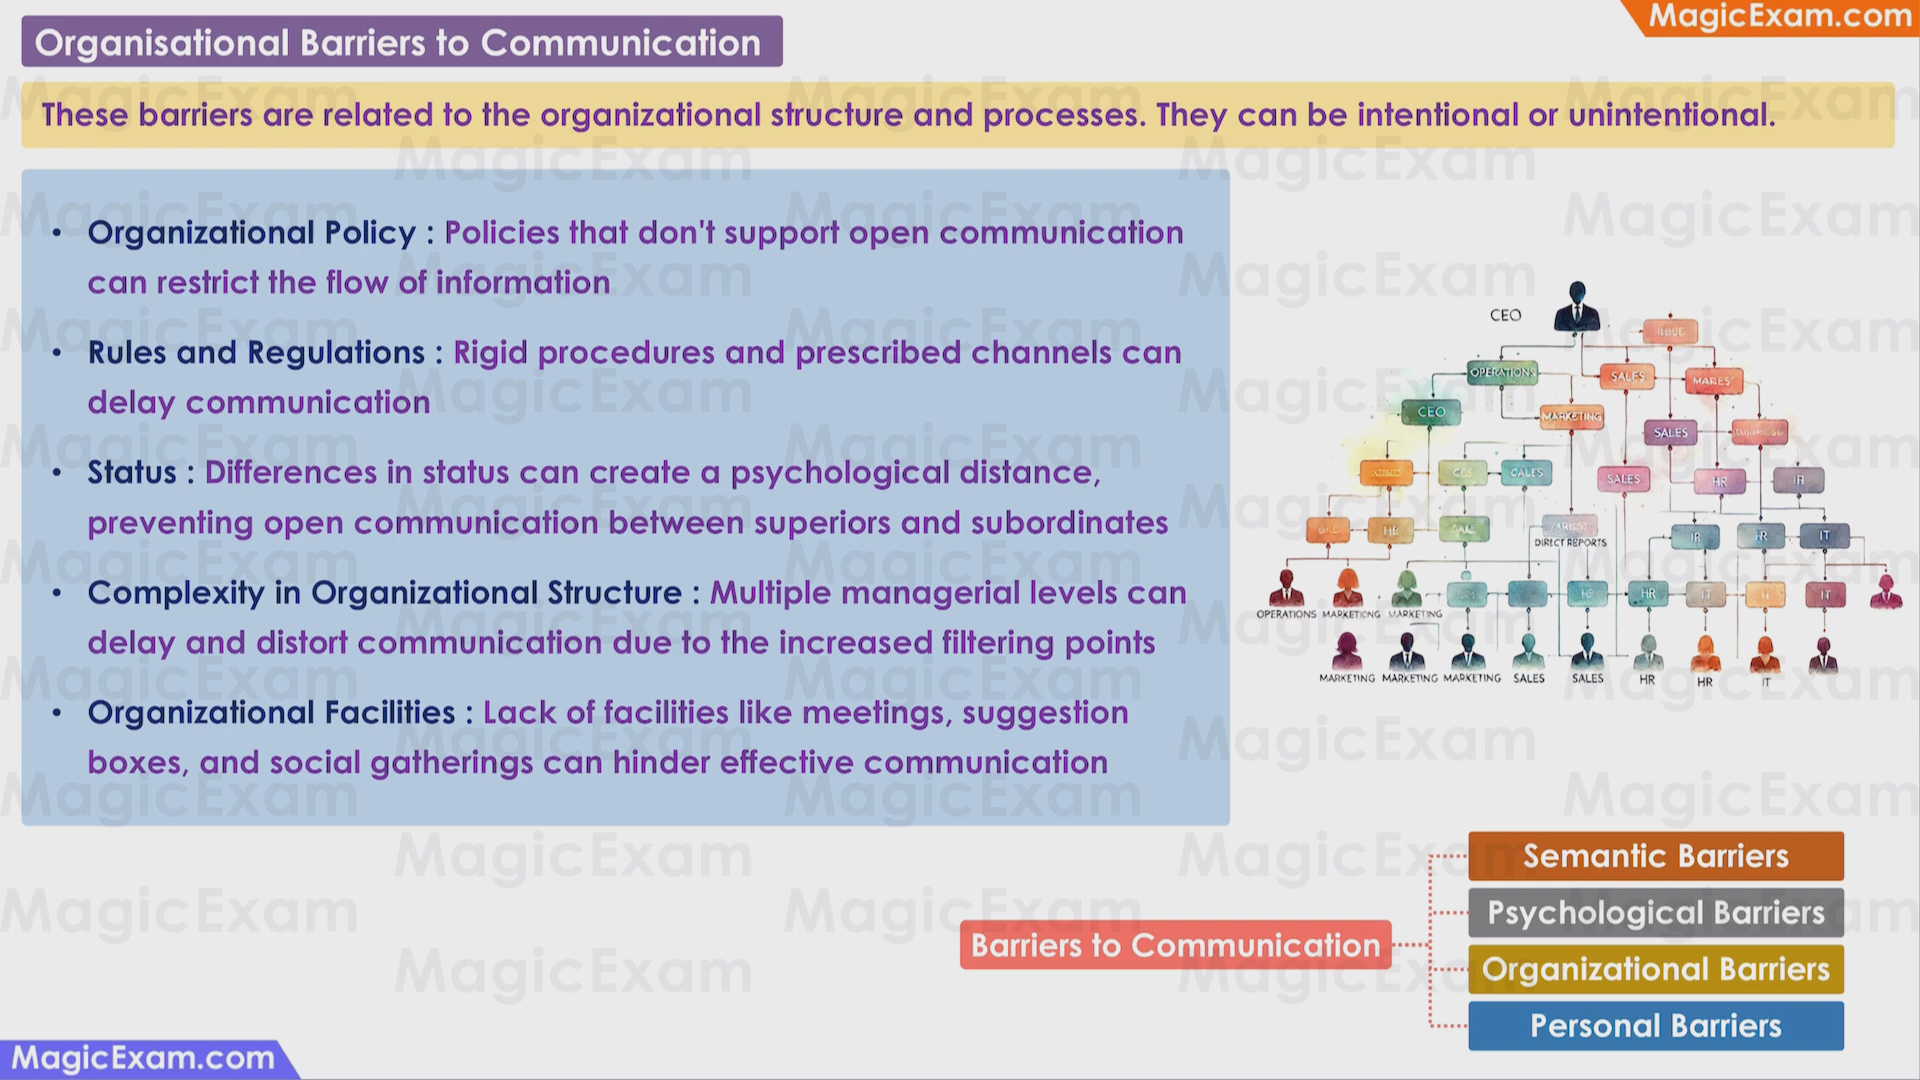 Organisational Barriers to Communication
MagicExam.com
These barriers are related to the organizational structure and processes. They can be intentional or unintentional.
• Organizational Policy : Policies that don't support open communication
can restrict the flow of information
• Rules and Regulations : Rigid procedures and prescribed channels can
delay communication
• Status : Differences in status can create a psychological distance,
preventing open communication between superiors and subordinates
• Complexity in Organizational Structure : Multiple managerial levels can
delay and distort communication due to the increased filtering points
• Organizational Facilities : Lack of facilities like meetings, suggestion
boxes, and social gatherings can hinder effective communication
CEO
OPERATIONS SALES
CEO MARKETING SALES
SALES HR
DIRECT REPORTS
IT
HR IT
OPERATIONS MARKETING MARKETING
MARKETING MARKETING MARKETING SALES SALES HR HR IT
Barriers to Communication
Semantic Barriers
Psychological Barriers
Organizational Barriers
Personal Barriers
MagicExam.com
MagicExam